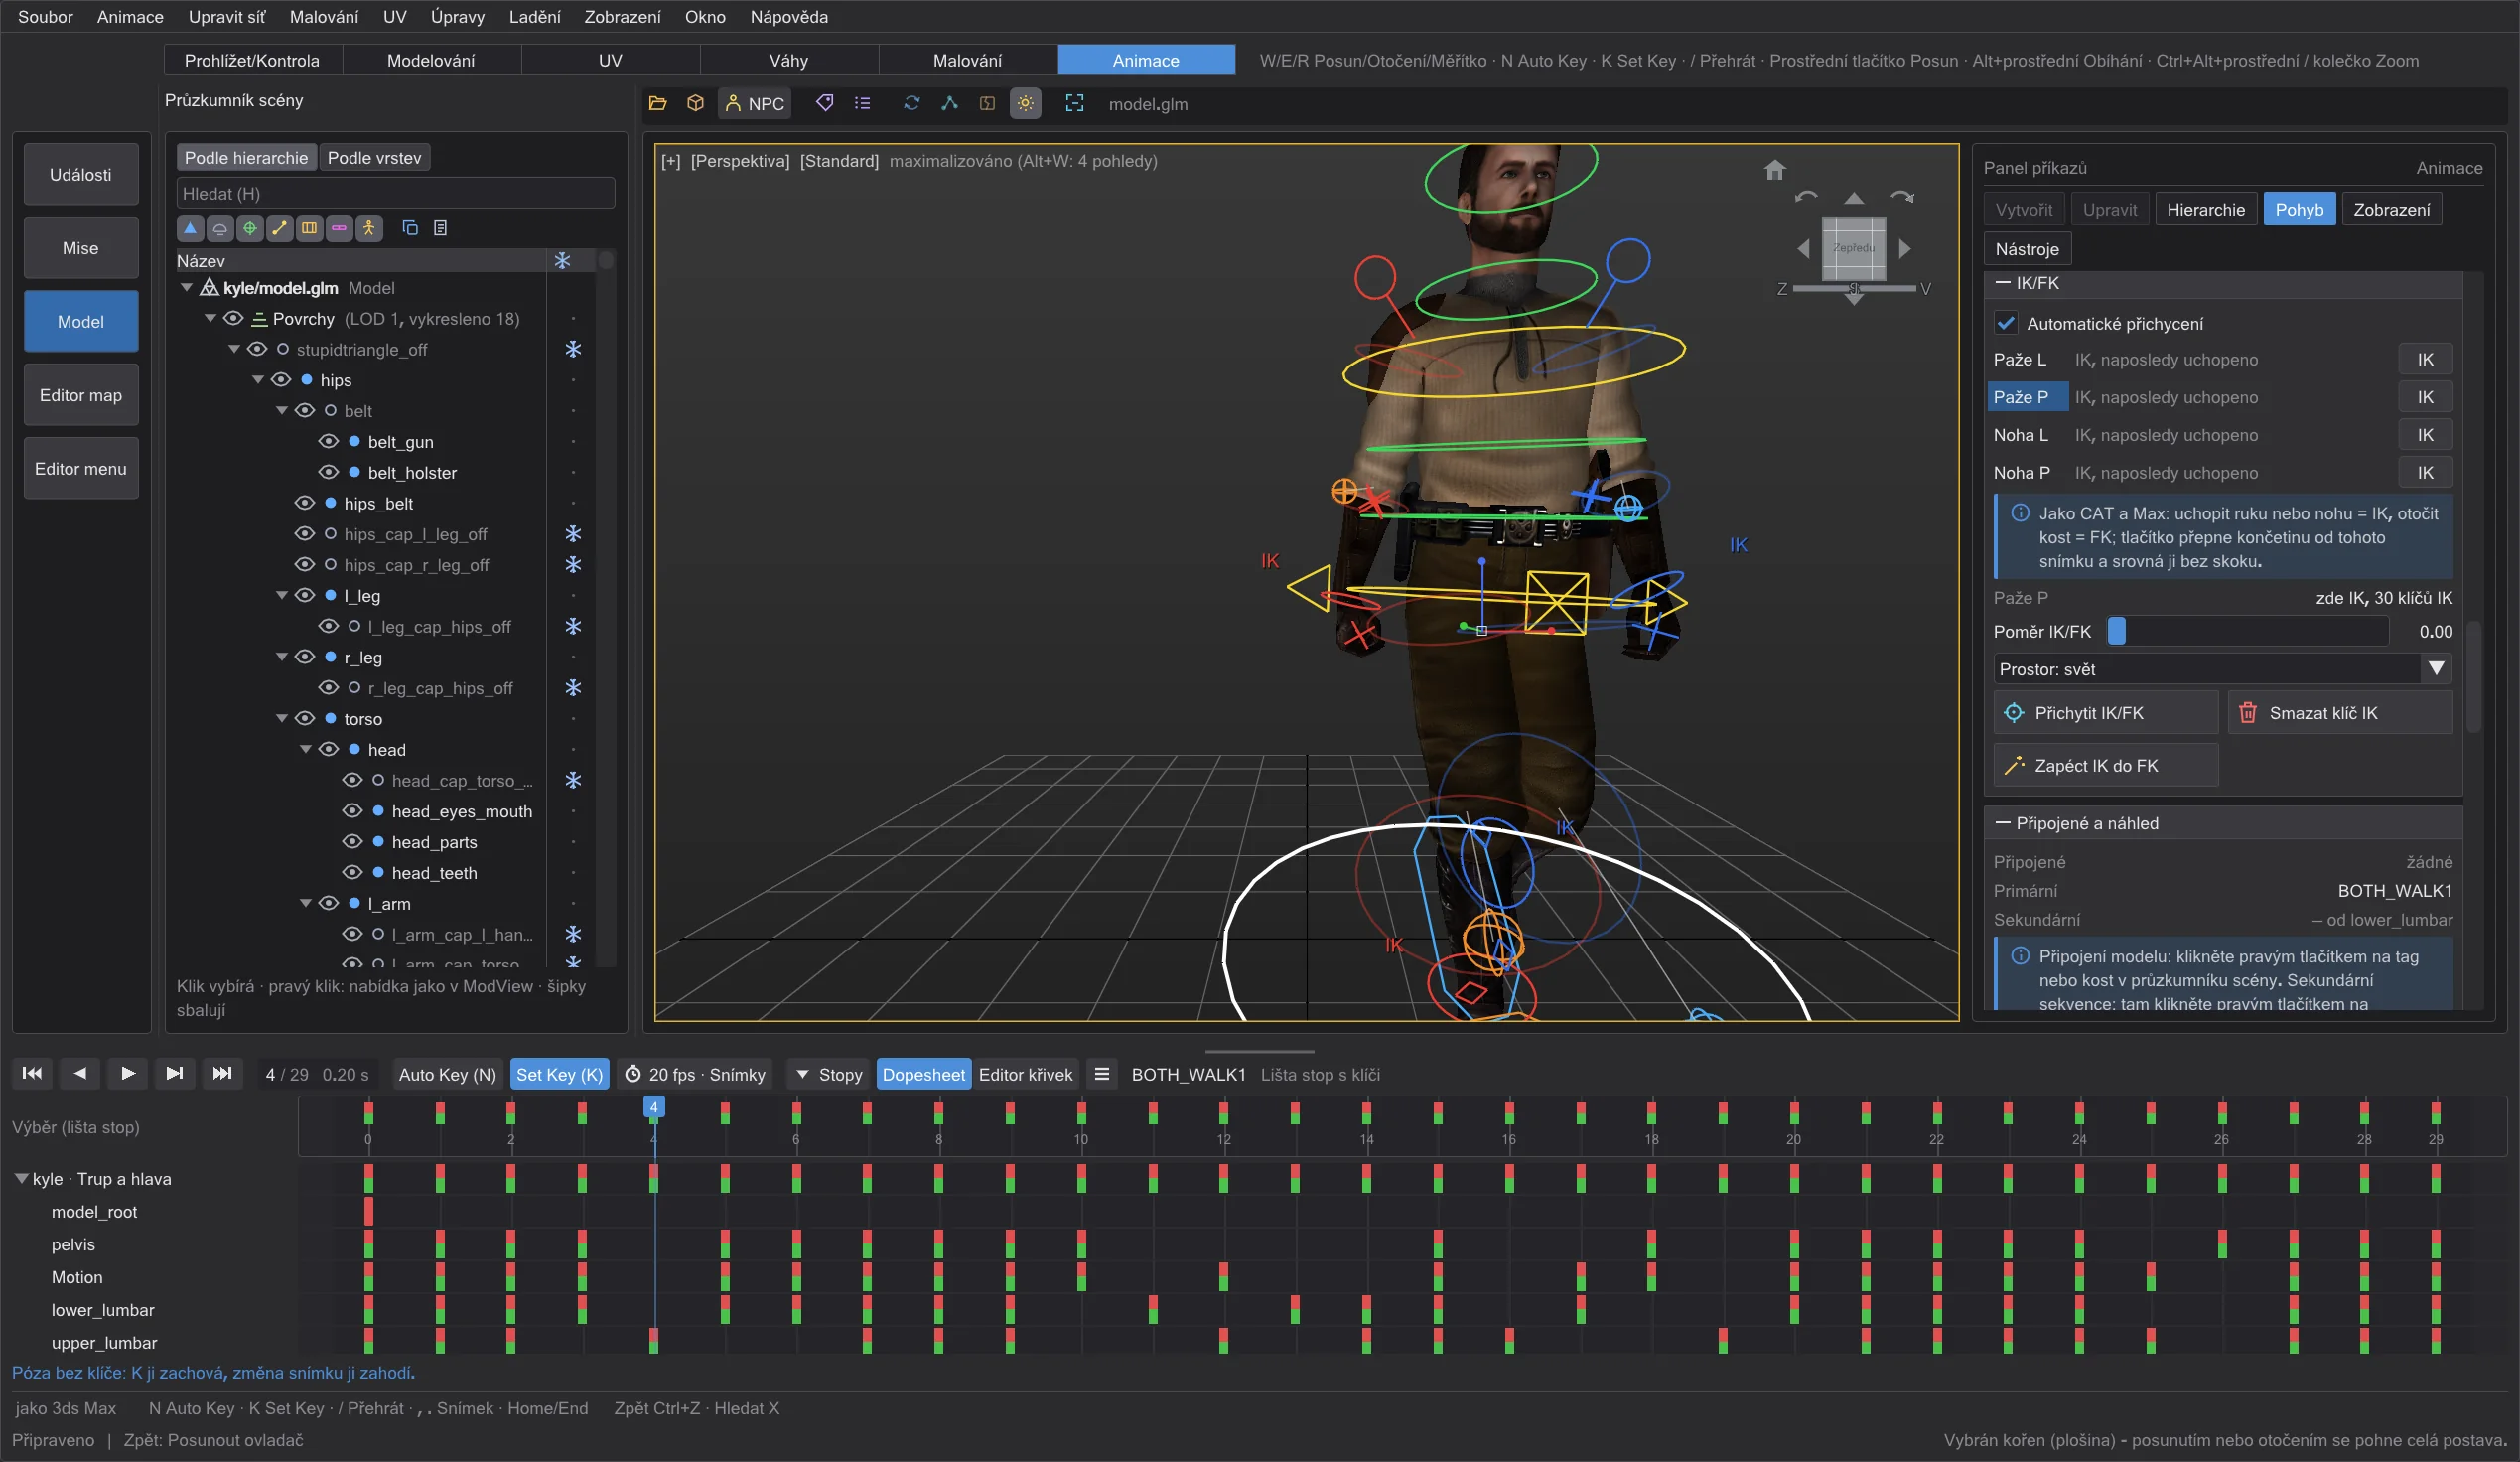 Soubor Animace Upravit síť Malování UV Úpravy Ladění Zobrazení Okno Nápověda
Prohlížet/Kontrola Modelování UV Váhy Malování Animace W/E/R Posun/Otočení/Měřítko · N Auto Key · K Set Key · / Přehrát · Prostřední tlačítko Posun · Alt+prostřední Obíhání · Ctrl+Alt+prostřední / kolečko Zoom
Průzkumník scény
NPC model.glm
Události
Mise
Model
Editor map
Editor menu
Podle hierarchie Podle vrstev
Hledat (H)
Název
kyle/model.glm Model
Povrchy (LOD 1, vykresleno 18)
stupidtriangle_off
hips
belt
belt_gun
belt_holster
hips_belt
hips_cap_l_leg_off
hips_cap_r_leg_off
l_leg
l_leg_cap_hips_off
r_leg
r_leg_cap_hips_off
torso
head
head_cap_torso_...
head_eyes_mouth
head_parts
head_teeth
l_arm
l_arm_cap_l_han...
l_arm_cap_torso
Klik vybírá · pravý klik: nabídka jako v ModView · šipky
sbalují
[+] [Perspektiva] [Standard] maximalizováno (Alt+W: 4 pohledy)
Zepředu
Z V
IK
IK
IK
IK
Panel příkazů Animace
Vytvořit Upravit Hierarchie Pohyb Zobrazení
Nástroje
IK/FK
Automatické přichycení
Paže L IK, naposledy uchopeno IK
Paže P IK, naposledy uchopeno IK
Noha L IK, naposledy uchopeno IK
Noha P IK, naposledy uchopeno IK
Jako CAT a Max: uchopit ruku nebo nohu = IK, otočit
kost = FK; tlačítko přepne končetinu od tohoto
snímku a srovná ji bez skoku.
Paže P zde IK, 30 klíčů IK
Poměr IK/FK 0.00
Prostor: svět
Přichytit IK/FK Smazat klíč IK
Zapéct IK do FK
Připojené a náhled
Připojené žádné
Primární BOTH_WALK1
Sekundární — od lower_lumbar
Připojení modelu: klikněte pravým tlačítkem na tag
nebo kost v průzkumníku scény. Sekundární
sekvence: tam klikněte pravým tlačítkem na
4 / 29 0.20 s Auto Key (N) Set Key (K) 20 fps · Snímky Stopy Dopesheet Editor křivek BOTH_WALK1 Lišta stop s klíči
4
Výběr (lišta stop)
0 2 4 6 8 10 12 14 16 18 20 22 24 26 28 29
kyle · Trup a hlava
model_root
pelvis
Motion
lower_lumbar
upper_lumbar
Póza bez klíče: K ji zachová, změna snímku ji zahodí.
jako 3ds Max N Auto Key · K Set Key · / Přehrát · , . Snímek · Home/End Zpět Ctrl+Z · Hledat X
Připraveno | Zpět: Posunout ovladač Vybrán kořen (plošina) - posunutím nebo otočením se pohne celá postava.